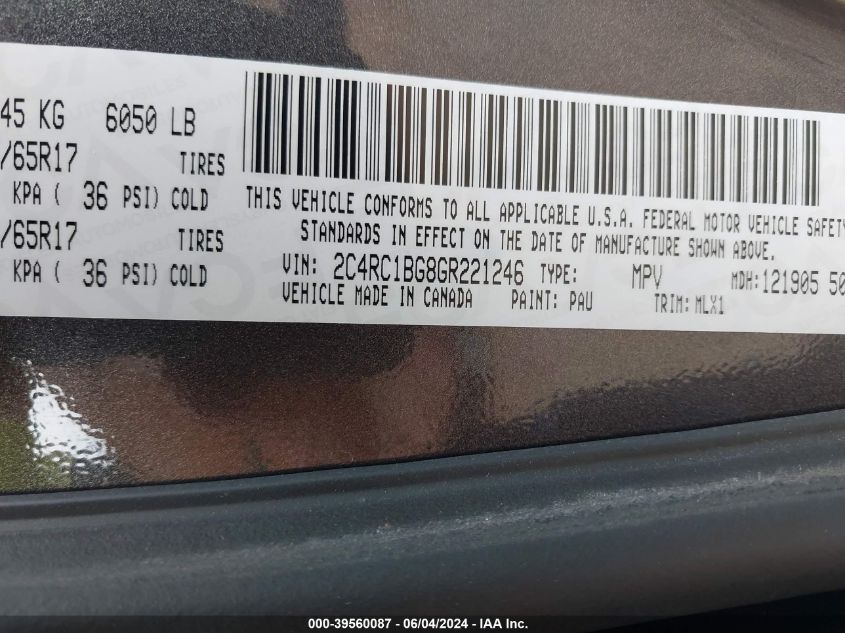 45 KG 6050 LB
/65R17 TIRES
KPA ( 36 PSI) COLD
/65R17 TIRES
KPA ( 36 PSI) COLD
THIS VEHICLE CONFORMS TO ALL APPLICABLE U.S.A. FEDERAL MOTOR VEHICLE SAFETY
STANDARDS IN EFFECT ON THE DATE OF MANUFACTURE SHOWN ABOVE.
VIN: 2C4RC1BG8GR221246 TYPE: MPV MDH:121905 50
VEHICLE MADE IN CANADA PAINT: PAU TRIM: MLX1
000-39560087 - 06/04/2024 - IAA Inc.